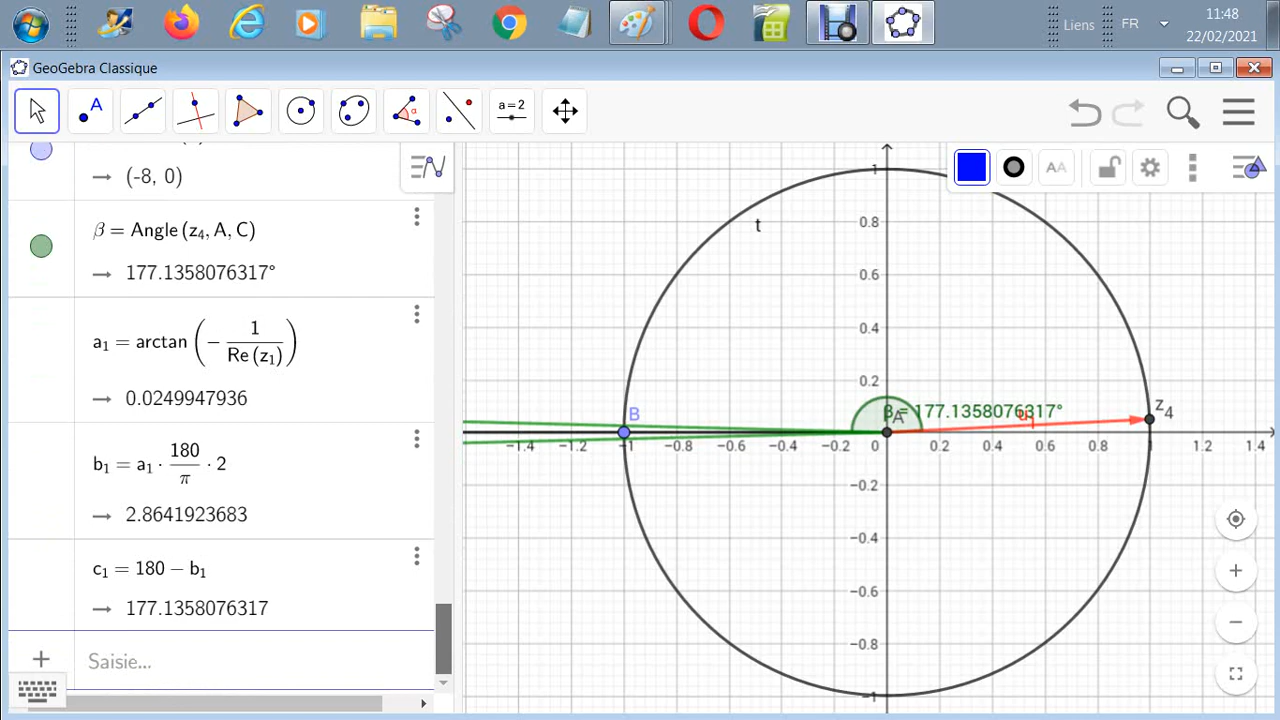 Liens FR 11:48
22/02/2021
GeoGebra Classique
A
α
a=2
→ (-8, 0)
β = Angle (z4, A, C)
→ 177.1358076317°
a1 = arctan (− 1 / Re (z1))
→ 0.0249947936
b1 = a1 · 180 / π · 2
→ 2.8641923683
c1 = 180 − b1
→ 177.1358076317
+ Saisie...
AA
1
t
0.8
0.6
0.4
0.2
B
β = 177.1358076317°
A
u1
z4
−1.4 −1.2 −1 −0.8 −0.6 −0.4 −0.2 0 0.2 0.4 0.6 0.8 1 1.2 1.4
−0.2
−0.4
−0.6
−0.8
−1